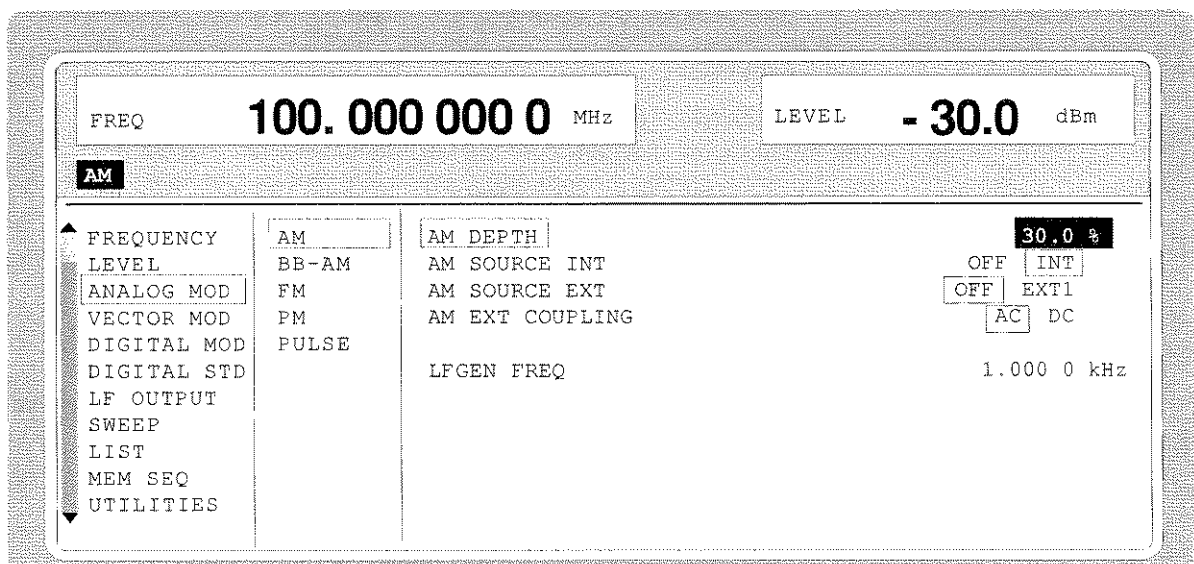 FREQ 100. 000 000 0 MHz LEVEL - 30.0 dBm
AM
FREQUENCY AM AM DEPTH 30.0 %
LEVEL BB-AM AM SOURCE INT OFF INT
ANALOG MOD FM AM SOURCE EXT OFF EXT1
VECTOR MOD PM AM EXT COUPLING AC DC
DIGITAL MOD PULSE
DIGITAL STD LFGEN FREQ 1.000 0 kHz
LF OUTPUT
SWEEP
LIST
MEM SEQ
UTILITIES